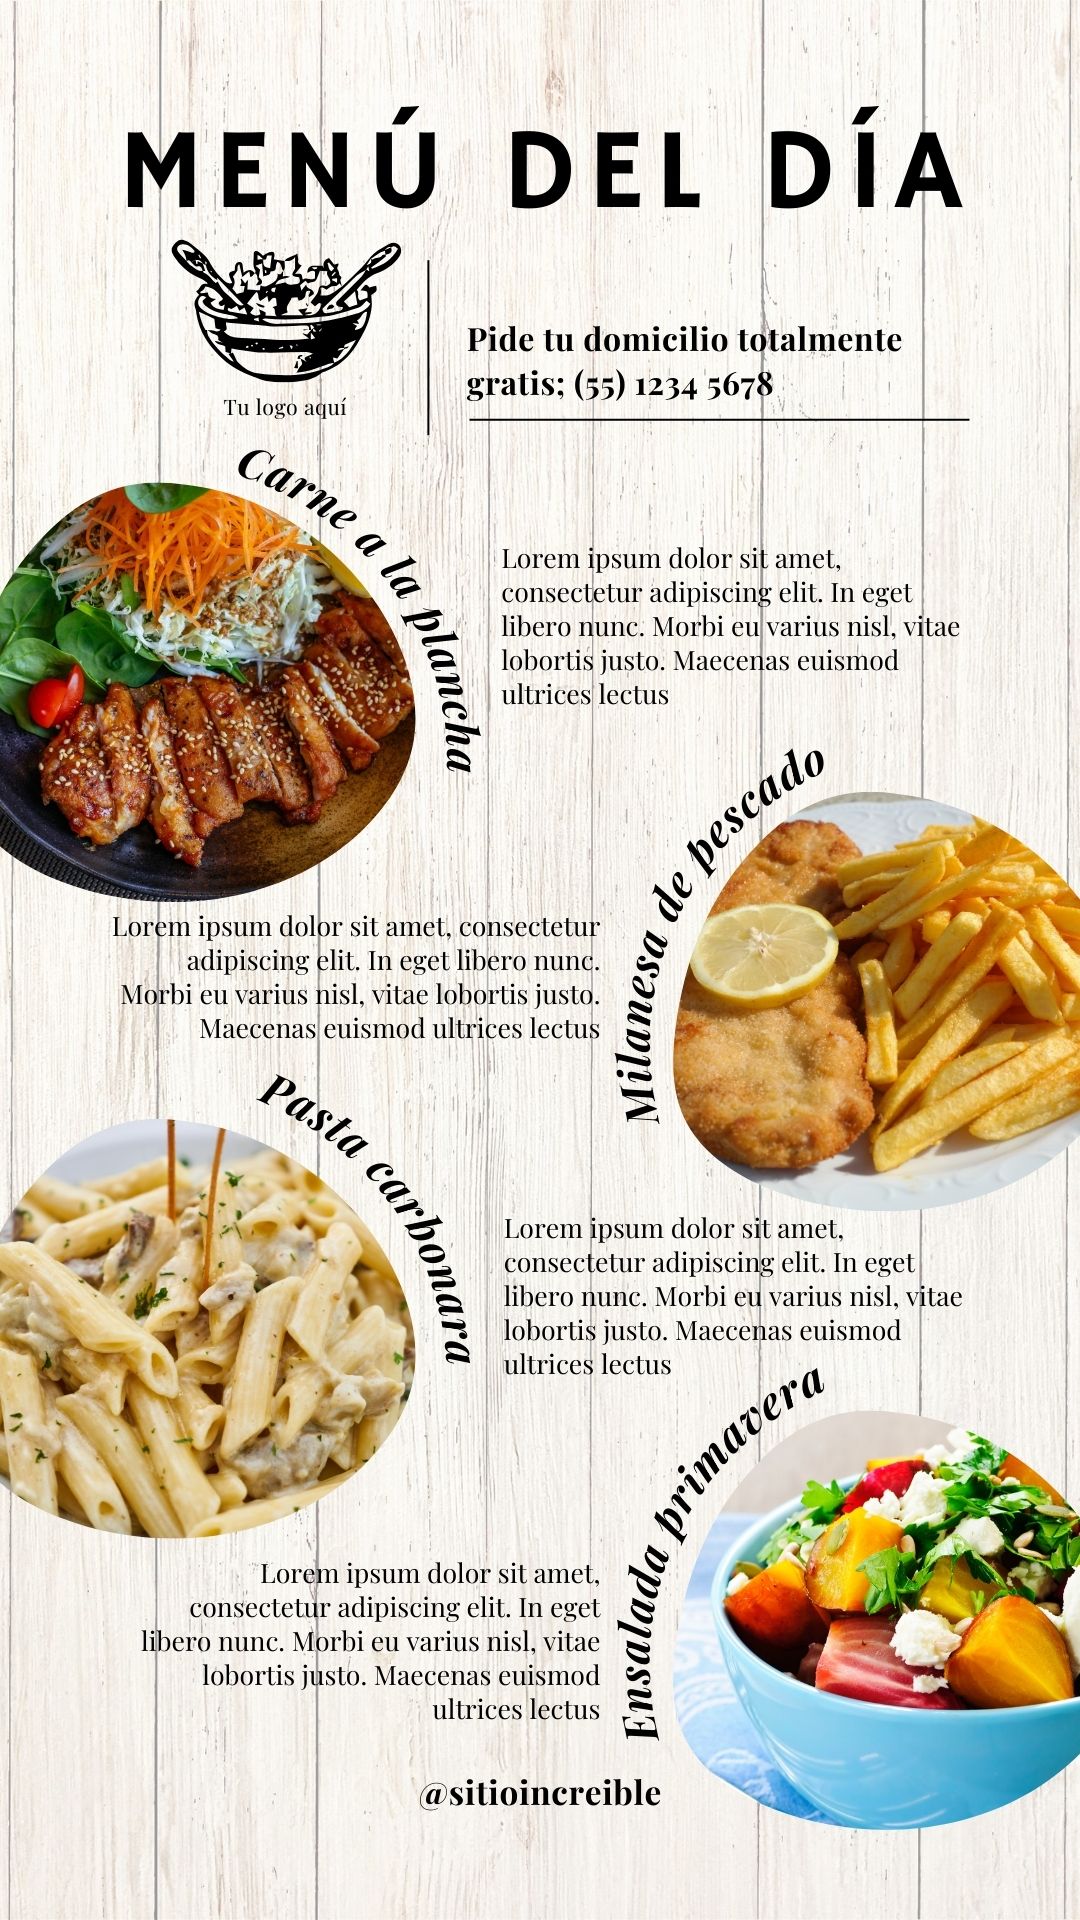 MENÚ DEL DÍA
Tu logo aquí
Pide tu domicilio totalmente
gratis; (55) 1234 5678
Carne a la plancha
Lorem ipsum dolor sit amet,
consectetur adipiscing elit. In eget
libero nunc. Morbi eu varius nisl, vitae
lobortis justo. Maecenas euismod
ultrices lectus
Milanesa de pescado
Lorem ipsum dolor sit amet, consectetur
adipiscing elit. In eget libero nunc.
Morbi eu varius nisl, vitae lobortis justo.
Maecenas euismod ultrices lectus
Pasta carbonara
Lorem ipsum dolor sit amet,
consectetur adipiscing elit. In eget
libero nunc. Morbi eu varius nisl, vitae
lobortis justo. Maecenas euismod
ultrices lectus
Ensalada primavera
Lorem ipsum dolor sit amet,
consectetur adipiscing elit. In eget
libero nunc. Morbi eu varius nisl, vitae
lobortis justo. Maecenas euismod
ultrices lectus
@sitioincreible